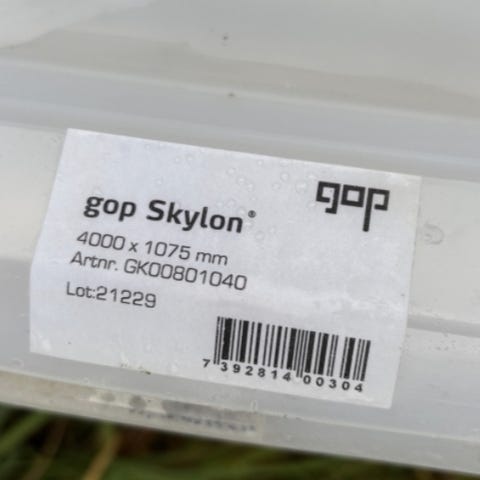 gop
gop Skylon®
4000 x 1075 mm
Artnr. GK00801040
Lot:21229
7 392814 00304